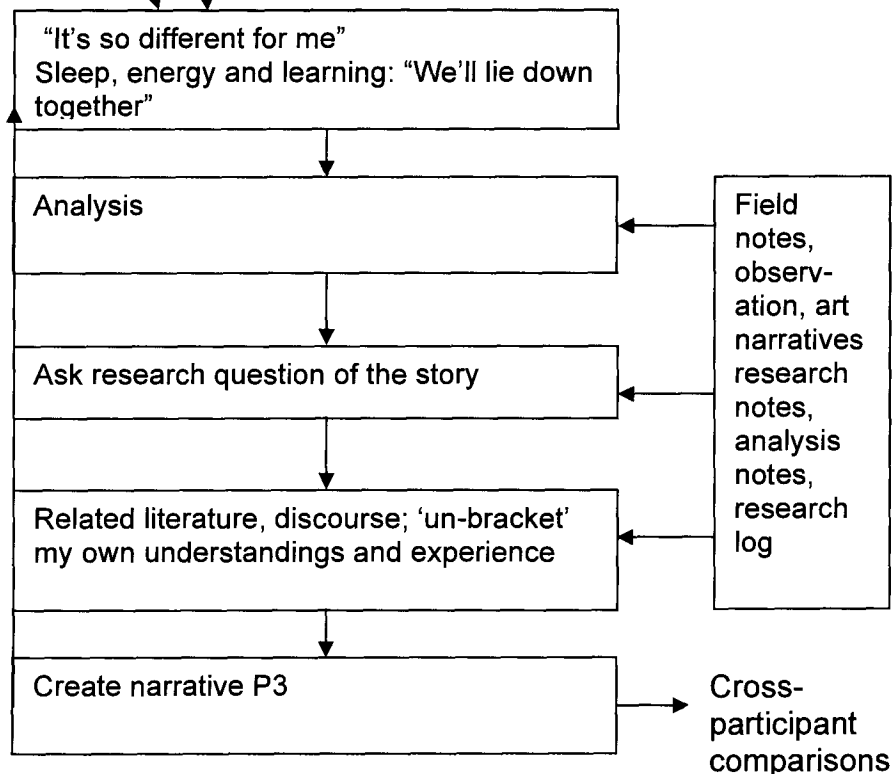 “It’s so different for me”
Sleep, energy and learning: “We’ll lie down
together”
Analysis
Ask research question of the story
Related literature, discourse; ‘un-bracket’
my own understandings and experience
Create narrative P3
Field
notes,
observ-
ation, art
narratives
research
notes,
analysis
notes,
research
log
Cross-
participant
comparisons